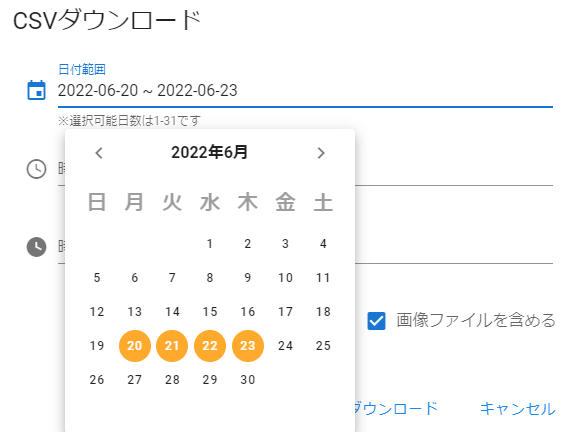 CSVダウンロード
日付範囲
2022-06-20 ~ 2022-06-23
※選択可能日数は1-31です
2022年6月
日 月 火 水 木 金 土
1 2 3 4
5 6 7 8 9 10 11
12 13 14 15 16 17 18
19 20 21 22 23 24 25
26 27 28 29 30
画像ファイルを含める
ダウンロード キャンセル